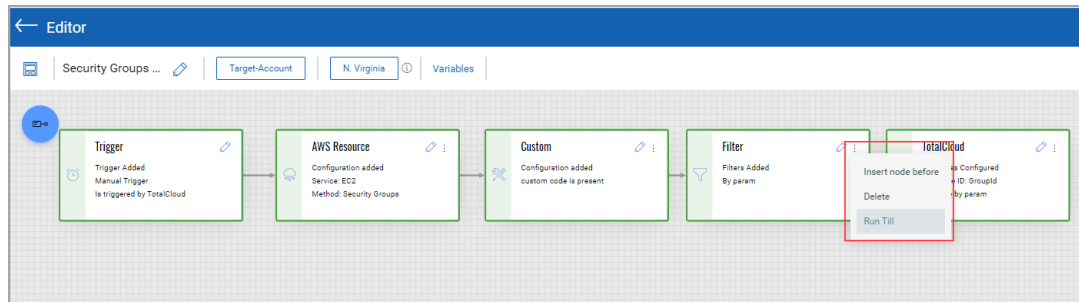 Editor
Security Groups ...
Target-Account
N. Virginia
Variables
Trigger
Trigger Added
Manual Trigger
Is triggered by TotalCloud
AWS Resource
Configuration added
Service: EC2
Method: Security Groups
Custom
Configuration added
custom code is present
Filter
Filters Added
By param
Insert node before
Delete
Run Till
TotalCloud
s Configured
ID: GroupId
by param